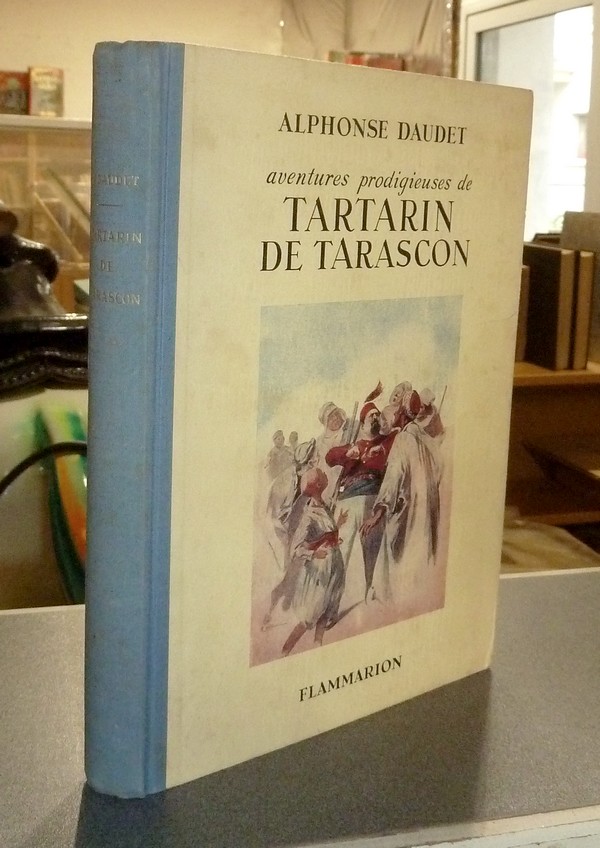 ALPHONSE DAUDET
aventures prodigieuses de
TARTARIN
DE TARASCON
FLAMMARION
DAUDET
TARTARIN
DE
TARASCON